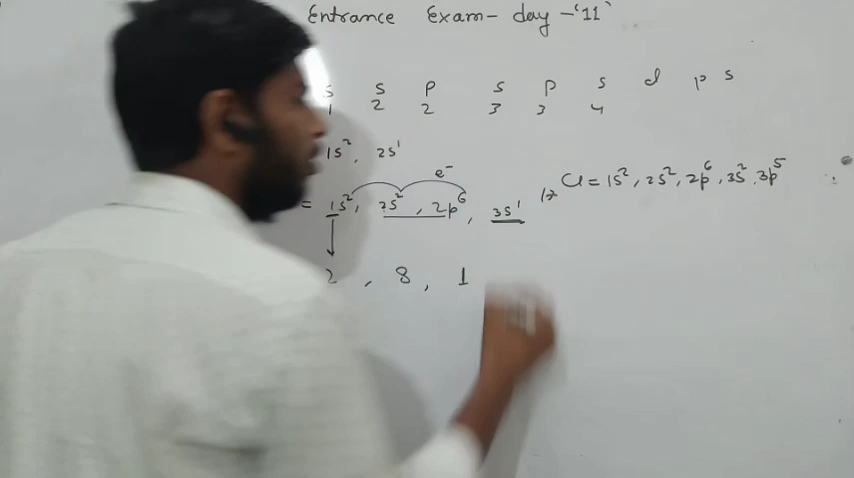 Entrance Exam- day -'11'
s s p s p s d p s
1 2 2 3 3 4
1s², 2s¹
e⁻
= 1s², 2s², 2p⁶, 3s¹
17 Cl = 1s², 2s², 2p⁶, 3s², 3p⁵
2, 8, 1